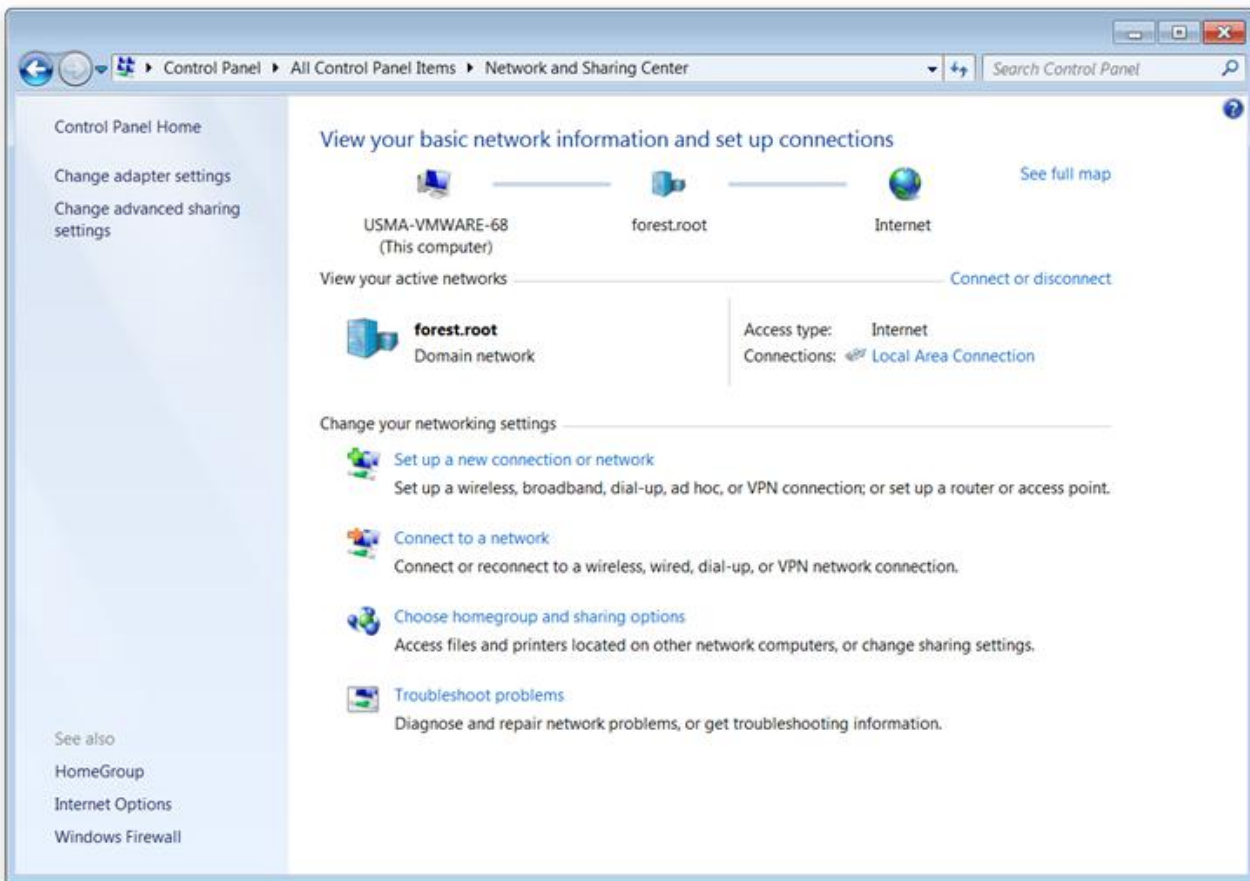 Control Panel ▸ All Control Panel Items ▸ Network and Sharing Center
Search Control Panel
Control Panel Home
Change adapter settings
Change advanced sharing
settings
See also
HomeGroup
Internet Options
Windows Firewall
View your basic network information and set up connections
See full map
USMA-VMWARE-68
(This computer)
forest.root
Internet
View your active networks
Connect or disconnect
forest.root
Domain network
Access type: Internet
Connections: Local Area Connection
Change your networking settings
Set up a new connection or network
Set up a wireless, broadband, dial-up, ad hoc, or VPN connection; or set up a router or access point.
Connect to a network
Connect or reconnect to a wireless, wired, dial-up, or VPN network connection.
Choose homegroup and sharing options
Access files and printers located on other network computers, or change sharing settings.
Troubleshoot problems
Diagnose and repair network problems, or get troubleshooting information.